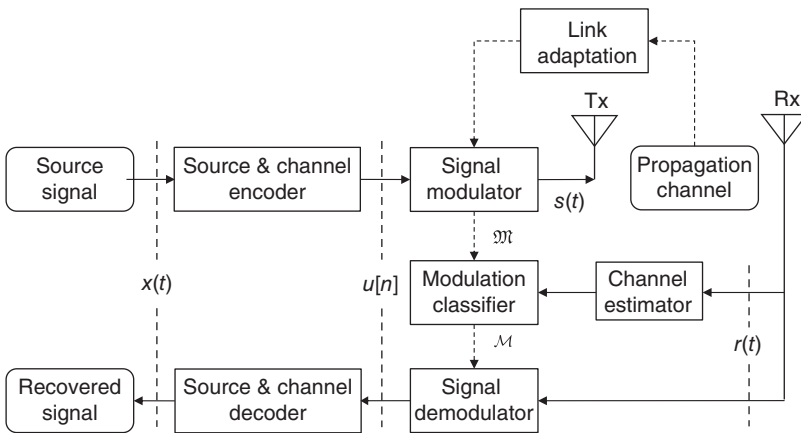 Link
adaptation
Tx
Rx
Source
signal
Source & channel
encoder
Signal
modulator
s(t)
Propagation
channel
𝔐
x(t)
u[n]
Modulation
classifier
Channel
estimator
r(t)
ℳ
Recovered
signal
Source & channel
decoder
Signal
demodulator